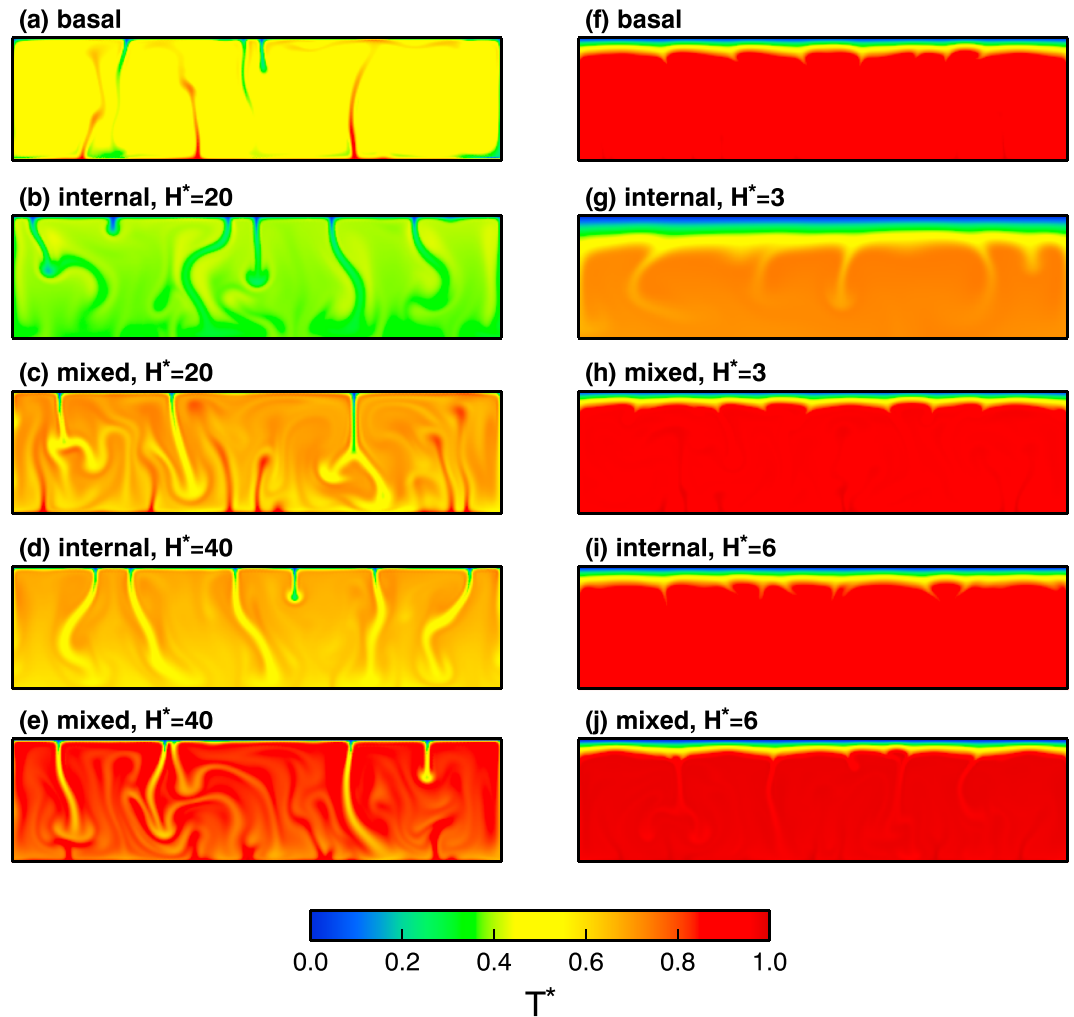 (a) basal
(b) internal, H*=20
(c) mixed, H*=20
(d) internal, H*=40
(e) mixed, H*=40
(f) basal
(g) internal, H*=3
(h) mixed, H*=3
(i) internal, H*=6
(j) mixed, H*=6
0.0 0.2 0.4 0.6 0.8 1.0
T*